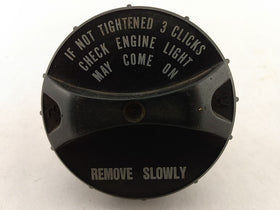 IF NOT TIGHTENED 3 CLICKS
CHECK ENGINE LIGHT
MAY COME ON
REMOVE SLOWLY